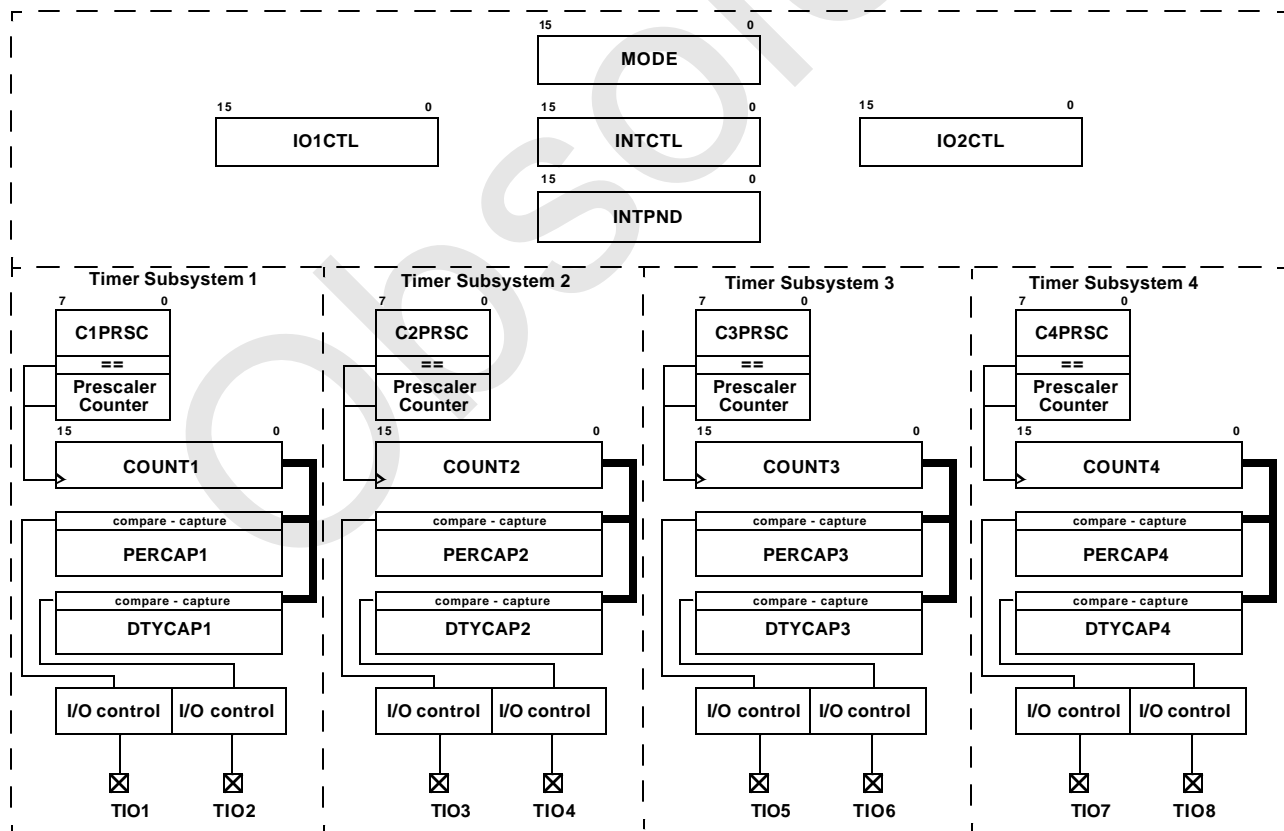 15 0
MODE
15 0 15 0 15 0
IO1CTL INTCTL IO2CTL
15 0
INTPND
Timer Subsystem 1 Timer Subsystem 2 Timer Subsystem 3 Timer Subsystem 4
7 0 7 0 7 0 7 0
C1PRSC C2PRSC C3PRSC C4PRSC
== == == ==
Prescaler Prescaler Prescaler Prescaler
Counter Counter Counter Counter
15 0 15 0 15 0 15 0
COUNT1 COUNT2 COUNT3 COUNT4
compare - capture compare - capture compare - capture compare - capture
PERCAP1 PERCAP2 PERCAP3 PERCAP4
compare - capture compare - capture compare - capture compare - capture
DTYCAP1 DTYCAP2 DTYCAP3 DTYCAP4
I/O control I/O control I/O control I/O control I/O control I/O control I/O control I/O control
TIO1 TIO2 TIO3 TIO4 TIO5 TIO6 TIO7 TIO8